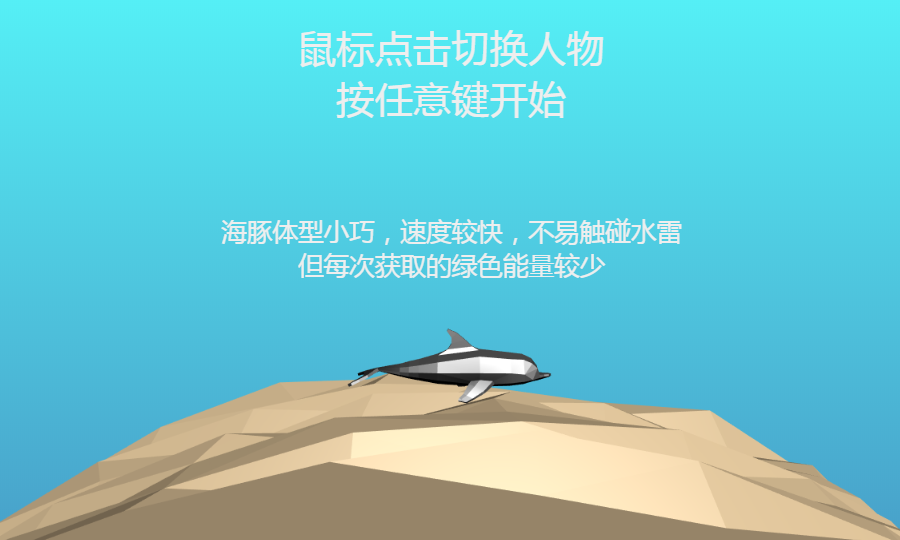 鼠标点击切换人物
按任意键开始
海豚体型小巧，速度较快，不易触碰水雷
但每次获取的绿色能量较少